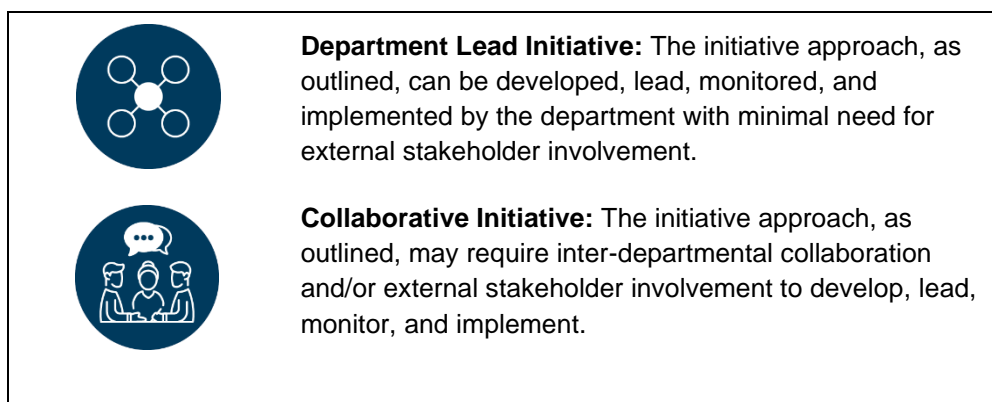 Department Lead Initiative: The initiative approach, as
outlined, can be developed, lead, monitored, and
implemented by the department with minimal need for
external stakeholder involvement.
Collaborative Initiative: The initiative approach, as
outlined, may require inter-departmental collaboration
and/or external stakeholder involvement to develop, lead,
monitor, and implement.